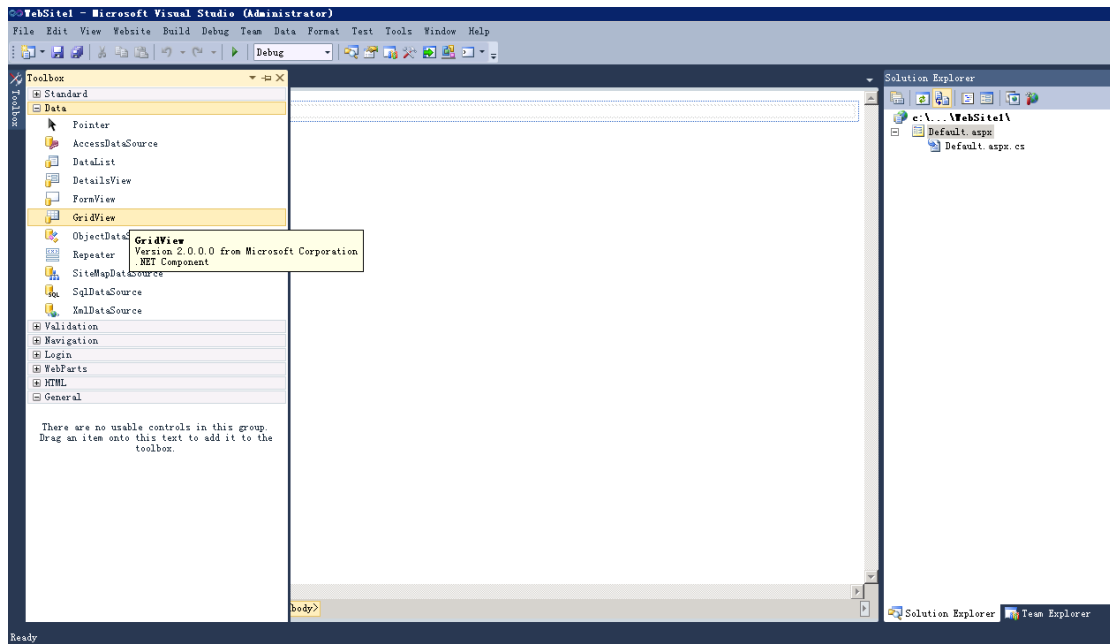 WebSite1 - Microsoft Visual Studio (Administrator)
File Edit View Website Build Debug Team Data Format Test Tools Window Help
Debug
Toolbox
Toolbox
Standard
Data
Pointer
AccessDataSource
DataList
DetailsView
FormView
GridView
ObjectDataS
Repeater
SiteMapDataSource
SqlDataSource
XmlDataSource
GridView
Version 2.0.0.0 from Microsoft Corporation
.NET Component
Validation
Navigation
Login
WebParts
HTML
General
There are no usable controls in this group.
Drag an item onto this text to add it to the
toolbox.
body>
Solution Explorer
c:\...\WebSite1\
Default.aspx
Default.aspx.cs
Solution Explorer Team Explorer
Ready